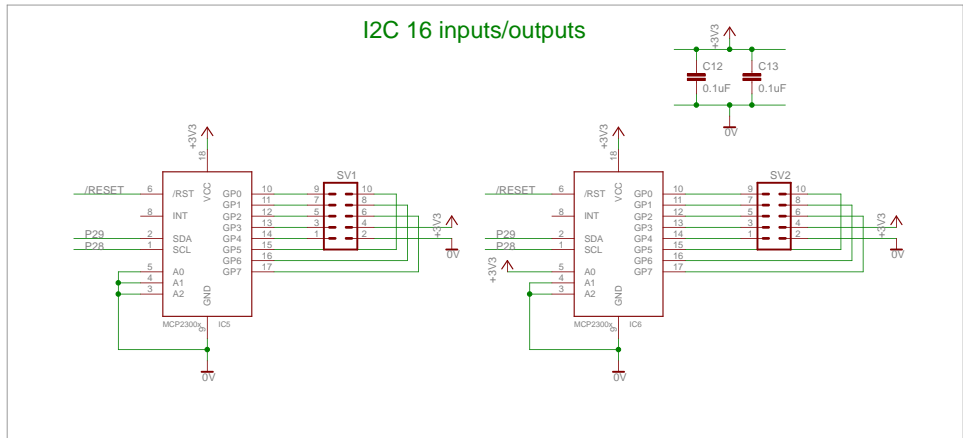 I2C 16 inputs/outputs
+3V3
C12
0.1uF
C13
0.1uF
0V
+3V3
18
VCC
/RESET
6
/RST
8
INT
P29
2
SDA
P28
1
SCL
5
A0
4
A1
3
A2
GND
9
MCP2300x
IC5
0V
GP0
10
GP1
11
GP2
12
GP3
13
GP4
14
GP5
15
GP6
16
GP7
17
SV1
9
10
7
8
5
6
3
4
1
2
+3V3
0V
+3V3
18
VCC
/RESET
6
/RST
8
INT
P29
2
SDA
P28
1
SCL
+3V3
5
A0
4
A1
3
A2
GND
9
MCP2300x
IC6
0V
GP0
10
GP1
11
GP2
12
GP3
13
GP4
14
GP5
15
GP6
16
GP7
17
SV2
9
10
7
8
5
6
3
4
1
2
+3V3
0V